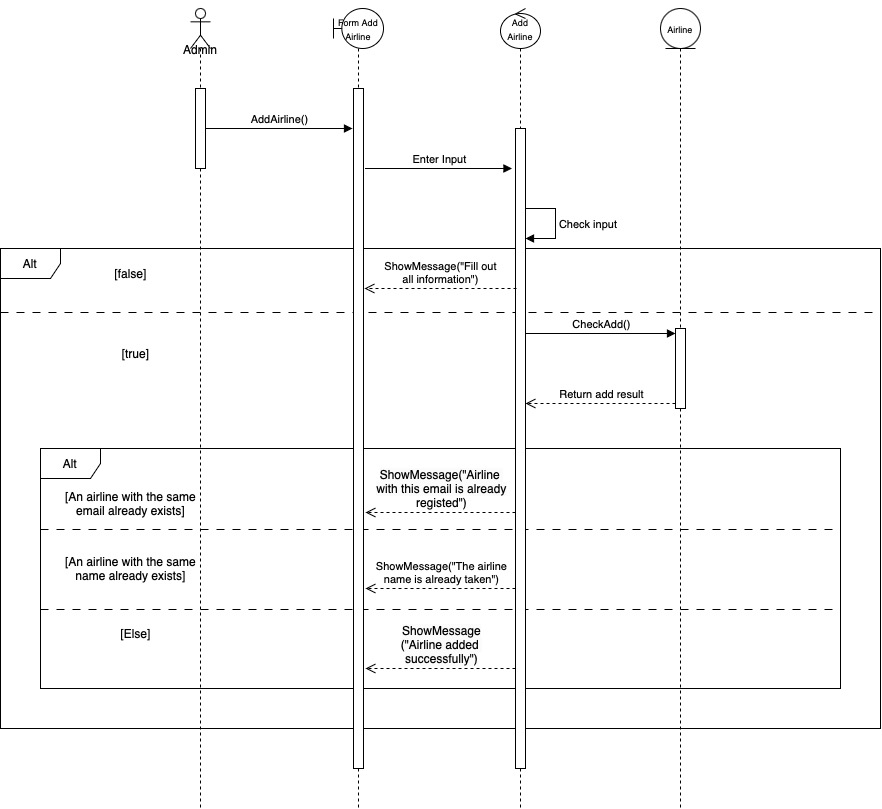 Form Add
Airline
Add
Airline
Airline
Admin
AddAirline()
Enter Input
Check input
Alt
[false]
ShowMessage("Fill out
all information")
CheckAdd()
[true]
Return add result
Alt
ShowMessage("Airline
with this email is already
registed")
[An airline with the same
email already exists]
[An airline with the same
name already exists]
ShowMessage("The airline
name is already taken")
[Else]
ShowMessage
("Airline added
successfully")